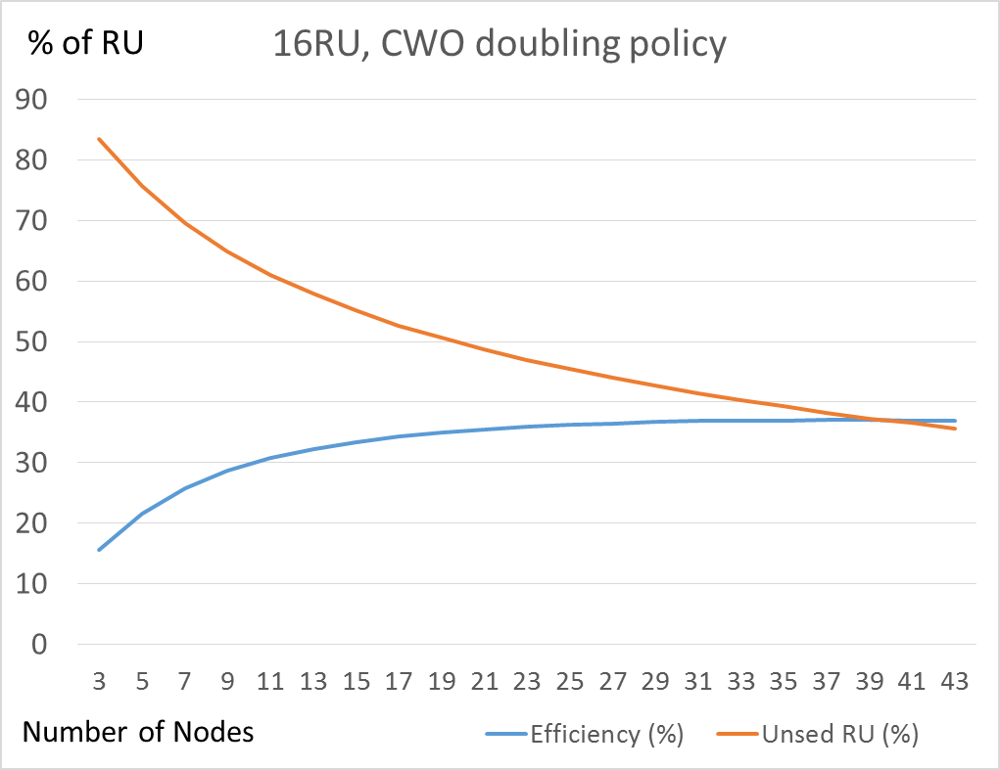 % of RU
16RU, CWO doubling policy
90
80
70
60
50
40
30
20
10
0
3 5 7 9 11 13 15 17 19 21 23 25 27 29 31 33 35 37 39 41 43
Number of Nodes
Efficiency (%) Unsed RU (%)